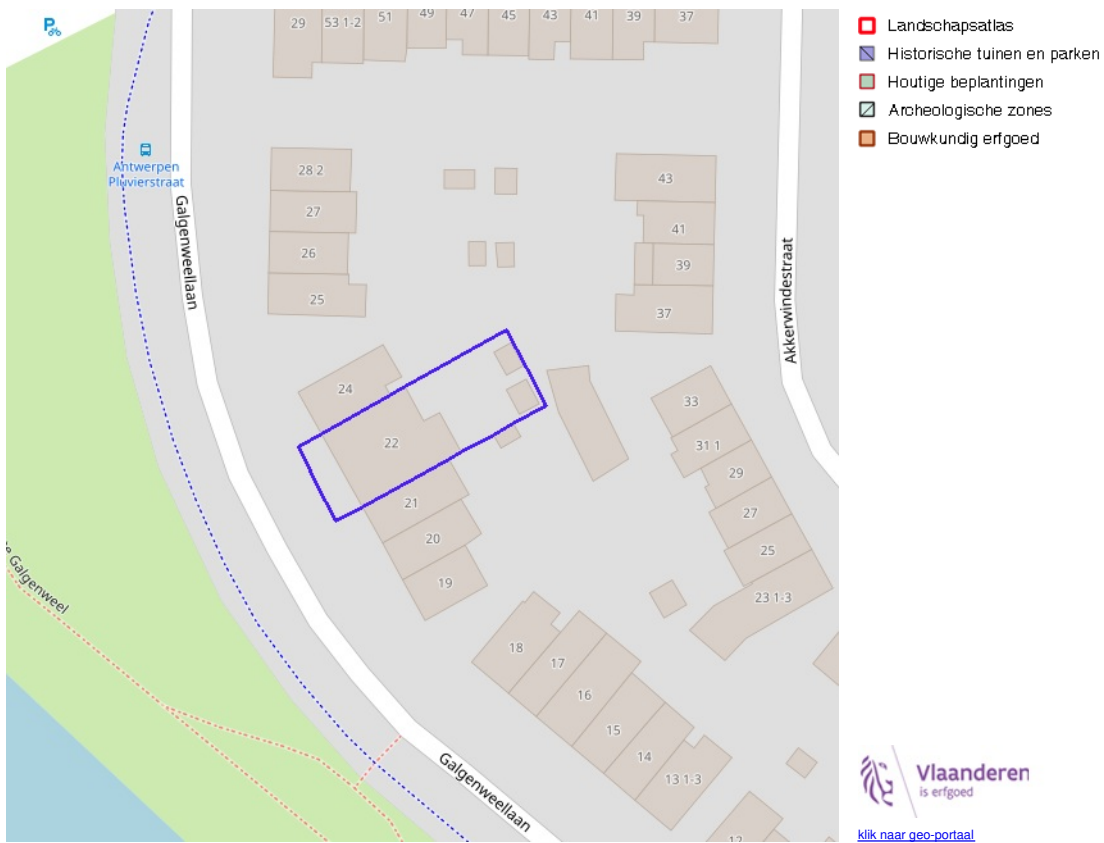 29
53 1-2
51
49
47
45
43
41
39
37
P
Antwerpen
Pluvierstraat
Galgenweellaan
28 2
27
26
25
43
41
39
37
Akkerwindestraat
24
22
21
20
19
33
31 1
29
27
25
23 1-3
18
17
16
15
14
13 1-3
12
Galgenweel
Galgenweellaan
Landschapsatlas
Historische tuinen en parken
Houtige beplantingen
Archeologische zones
Bouwkundig erfgoed
Vlaanderen
is erfgoed
klik naar geo-portaal